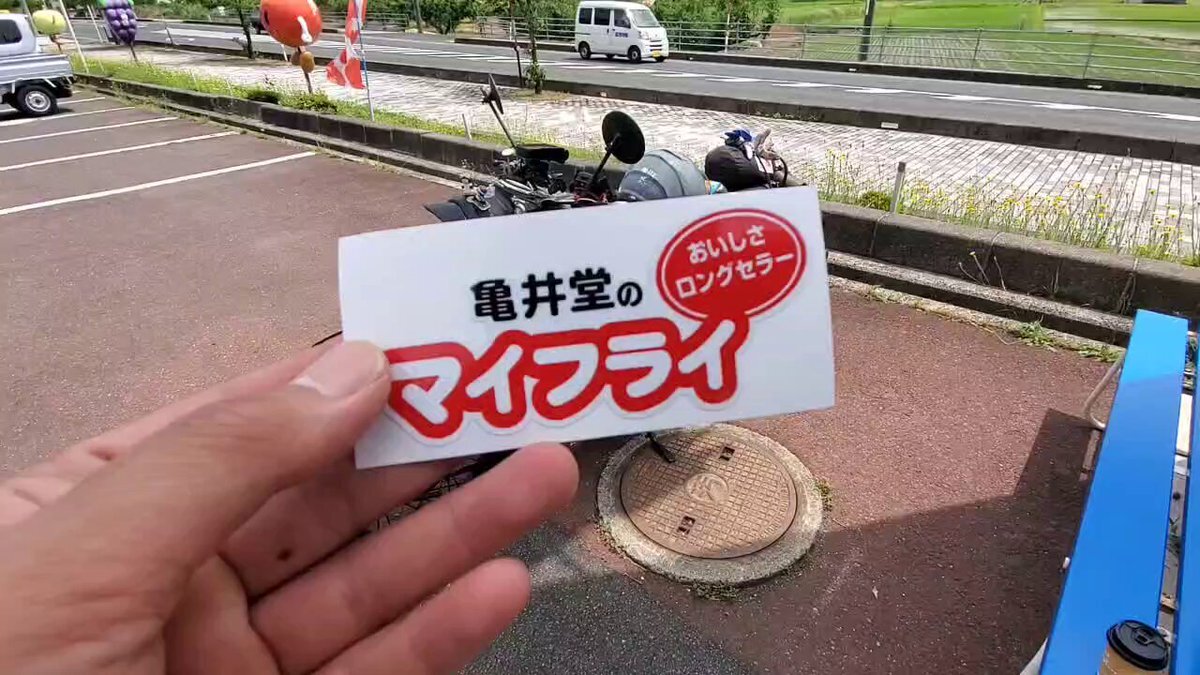 おいしさ
ロングセラー
亀井堂の
マイフライ